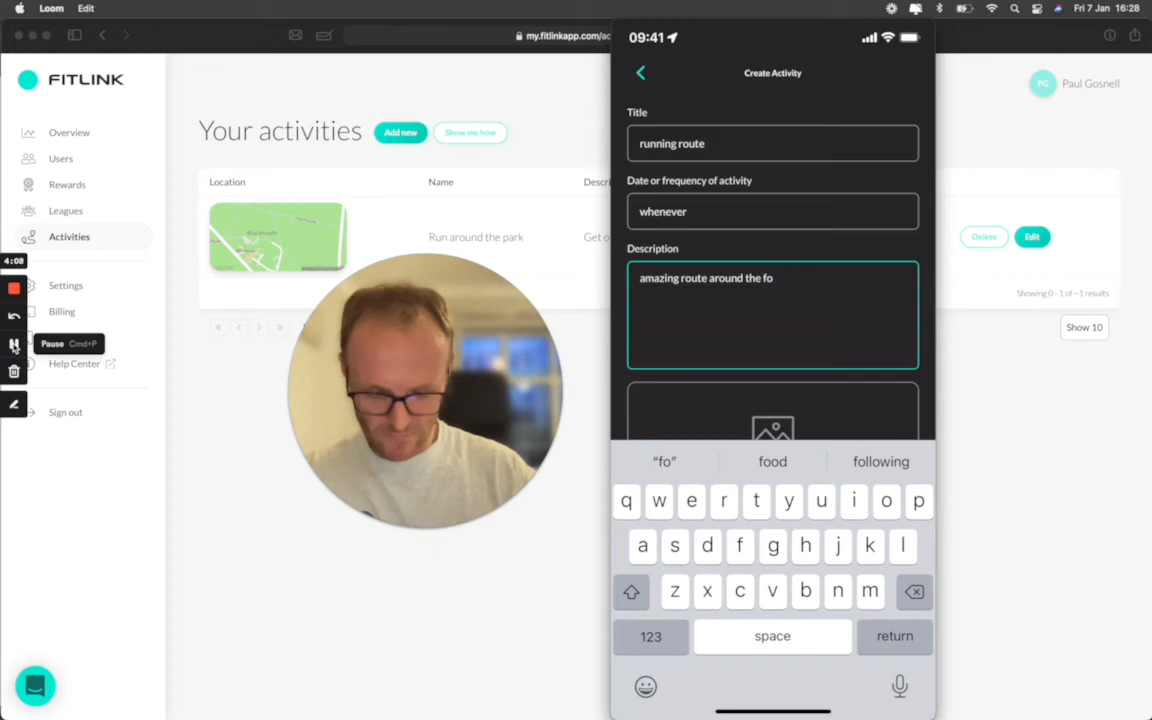 Loom Edit Fri 7 Jan 16:28
my.fitlinkapp.com/ac
FITLINK
Overview
Users
Rewards
Leagues
Activities
4:08
Settings
Billing
Pause Cmd+P
Help Center
Sign out
Your activities Add new Show me how
PG Paul Gosnell
Location Name Descri
Blackheath
Run around the park Get o
Delete Edit
Showing 0 - 1 of ~1 results
« ‹ › »
Show 10
09:41
Create Activity
Title
running route
Date or frequency of activity
whenever
Description
amazing route around the fo
“fo” food following
q w e r t y u i o p
a s d f g h j k l
z x c v b n m
123 space return